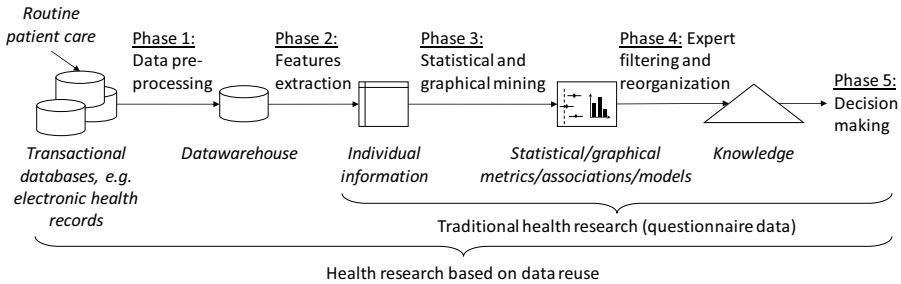 Routine
patient care
Phase 1:
Data pre-
processing
Phase 2:
Features
extraction
Phase 3:
Statistical and
graphical mining
Phase 4: Expert
filtering and
reorganization
Phase 5:
Decision
making
Transactional
databases, e.g.
electronic health
records
Datawarehouse
Individual
information
Statistical/graphical
metrics/associations/models
Knowledge
Traditional health research (questionnaire data)
Health research based on data reuse